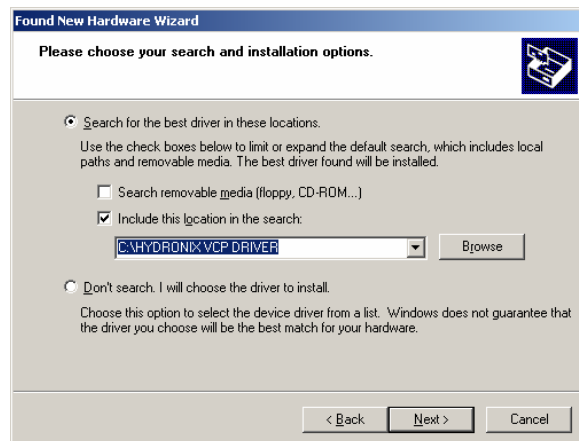 Found New Hardware Wizard
Please choose your search and installation options.
Search for the best driver in these locations.
Use the check boxes below to limit or expand the default search, which includes local
paths and removable media. The best driver found will be installed.
Search removable media (floppy, CD-ROM...)
Include this location in the search:
C:\HYDRONIX VCP DRIVER
Browse
Don't search. I will choose the driver to install.
Choose this option to select the device driver from a list. Windows does not guarantee that
the driver you choose will be the best match for your hardware.
< Back
Next >
Cancel